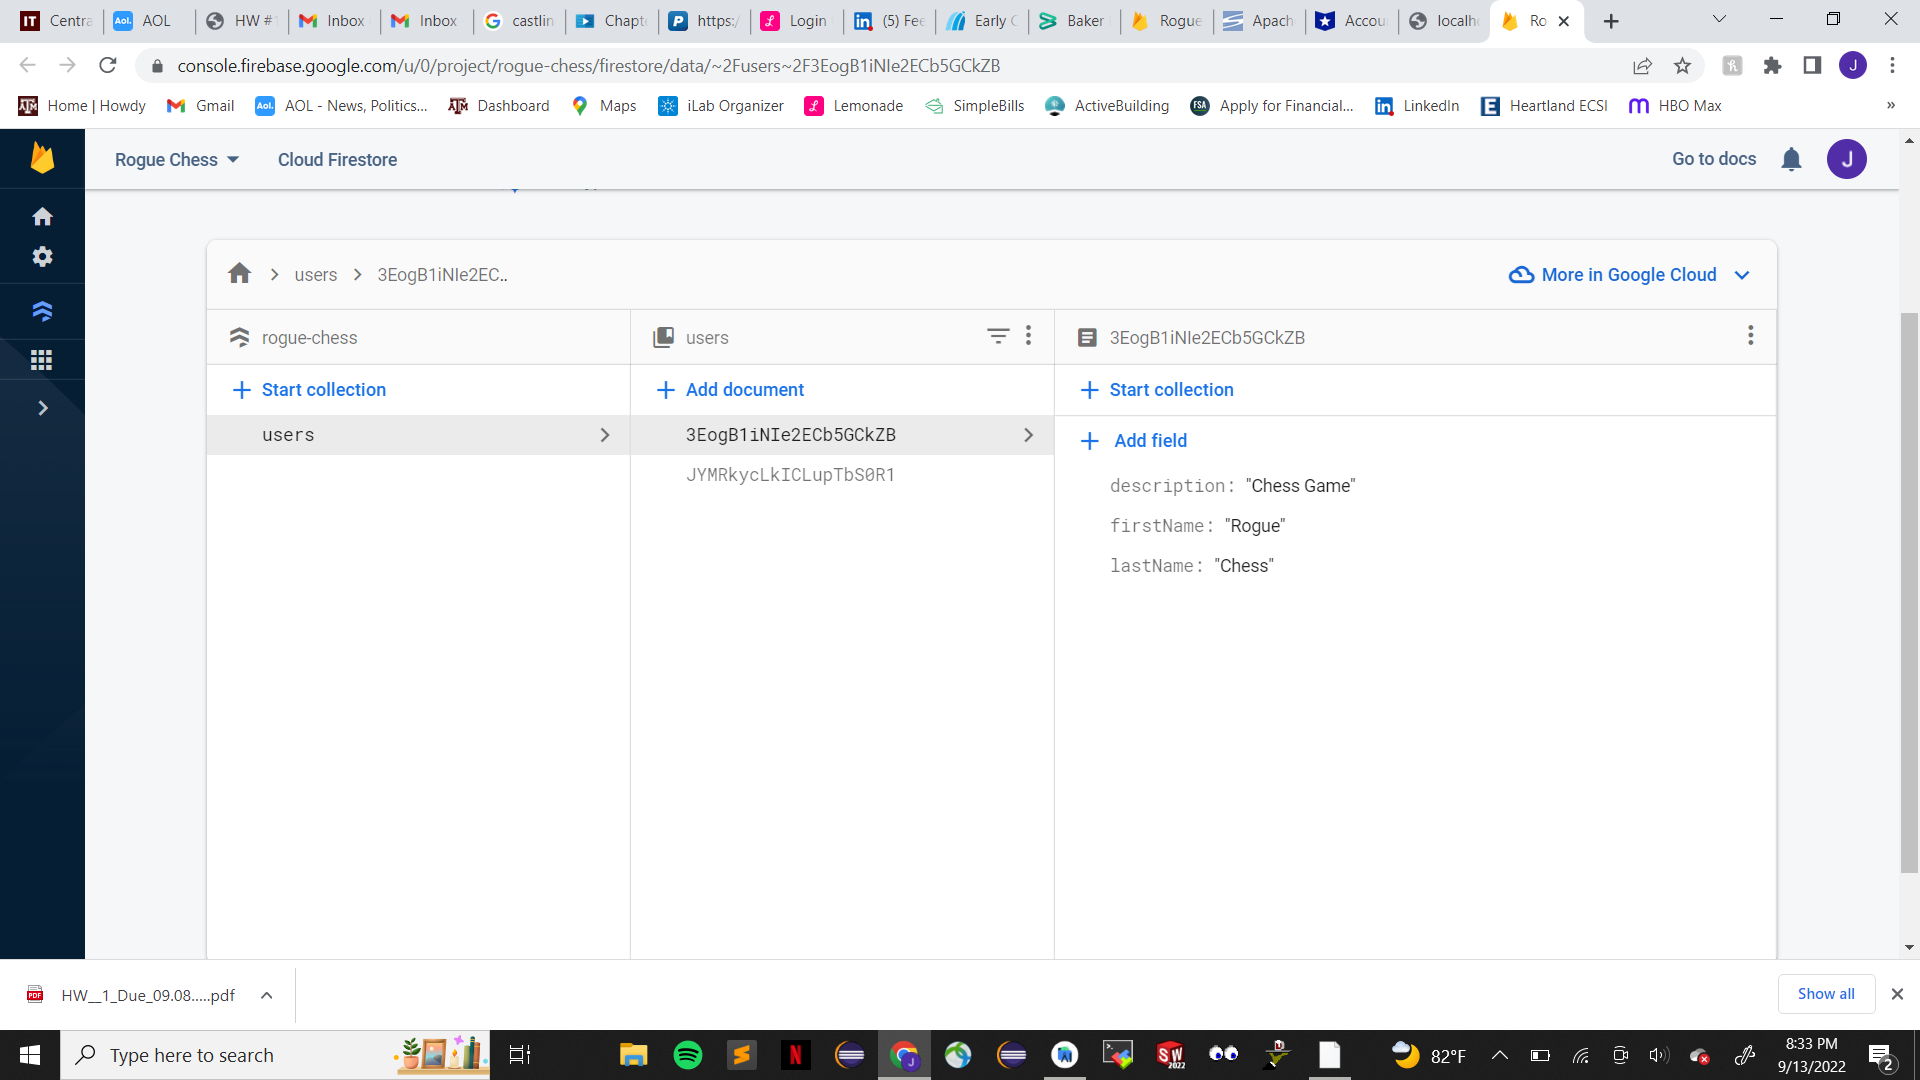 Centra AOL HW # Inbox Inbox castlin Chapt https:/ Login (5) Fee Early C Baker Rogue Apach Accou localh Ro
console.firebase.google.com/u/0/project/rogue-chess/firestore/data/~2Fusers~2F3EogB1iNIe2ECb5GCkZB
Home | Howdy Gmail AOL - News, Politics... Dashboard Maps iLab Organizer Lemonade SimpleBills ActiveBuilding Apply for Financial... LinkedIn Heartland ECSI HBO Max »
Rogue Chess Cloud Firestore Go to docs J
users 3EogB1iNIe2EC.. More in Google Cloud
rogue-chess users 3EogB1iNIe2ECb5GCkZB
Start collection Add document Start collection
users 3EogB1iNIe2ECb5GCkZB Add field
JYMRkycLkICLupTbS0R1
description: "Chess Game"
firstName: "Rogue"
lastName: "Chess"
HW__1_Due_09.08.....pdf Show all
Type here to search 82°F 8:33 PM
9/13/2022 2